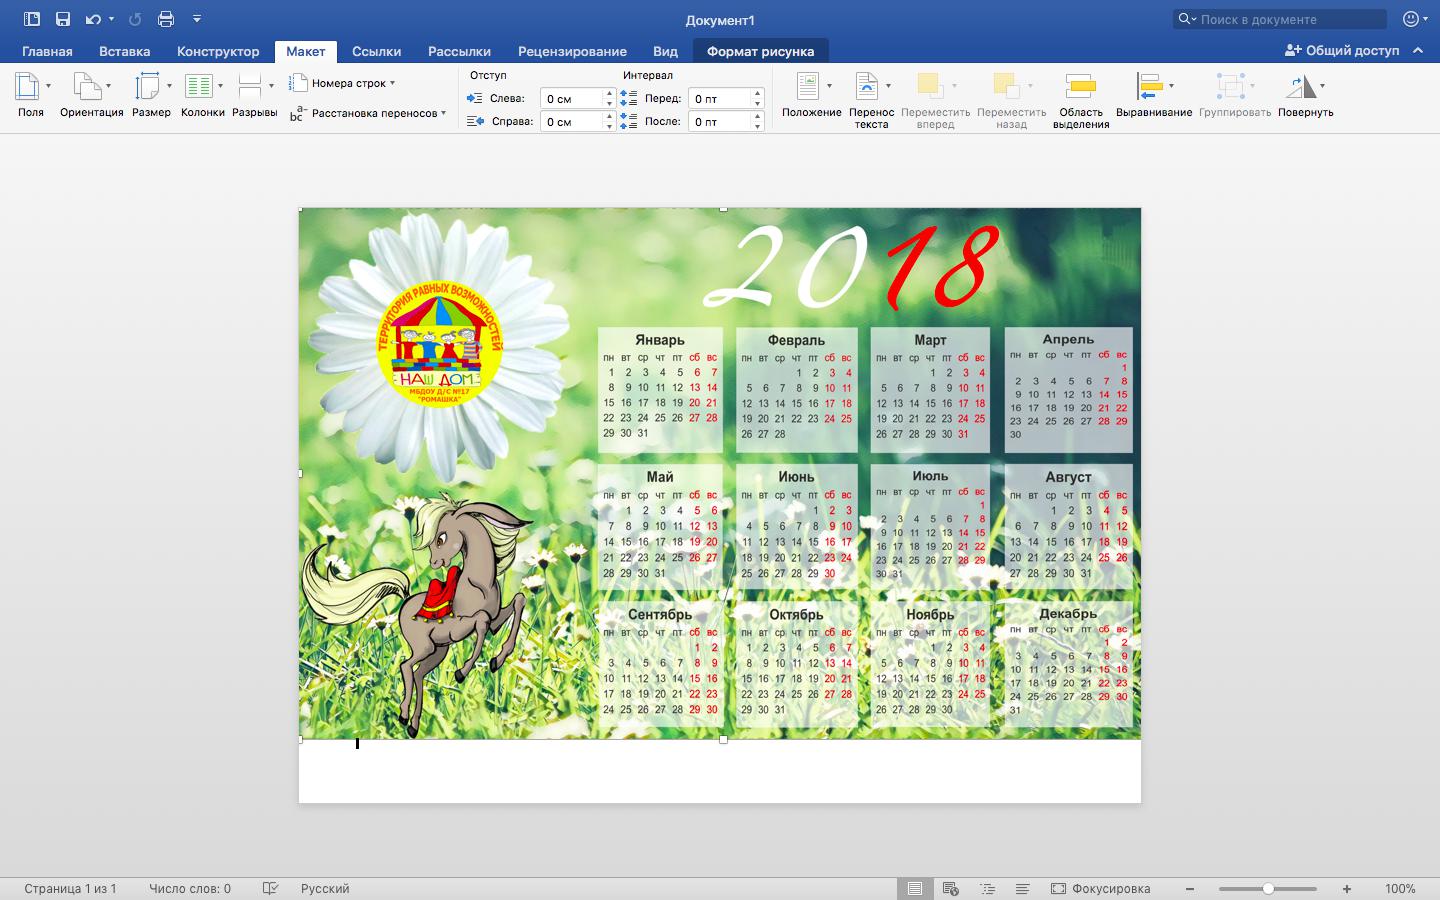 Документ1
Поиск в документе
Главная Вставка Конструктор Макет Ссылки Рассылки Рецензирование Вид Формат рисунка Общий доступ
Поля
Ориентация
Размер
Колонки
Разрывы
Номера строк
Расстановка переносов
Отступ
Слева: 0 см
Справа: 0 см
Интервал
Перед: 0 пт
После: 0 пт
Положение
Перенос
текста
Переместить
вперед
Переместить
назад
Область
выделения
Выравнивание
Группировать
Повернуть
2018
ТЕРРИТОРИЯ РАВНЫХ ВОЗМОЖНОСТЕЙ
НАШ ДОМ
МБДОУ Д/С №17
"РОМАШКА"
Январь
пн вт ср чт пт сб вс
1 2 3 4 5 6 7
8 9 10 11 12 13 14
15 16 17 18 19 20 21
22 23 24 25 26 27 28
29 30 31
Февраль
пн вт ср чт пт сб вс
1 2 3 4
5 6 7 8 9 10 11
12 13 14 15 16 17 18
19 20 21 22 23 24 25
26 27 28
Март
пн вт ср чт пт сб вс
1 2 3 4
5 6 7 8 9 10 11
12 13 14 15 16 17 18
19 20 21 22 23 24 25
26 27 28 29 30 31
Апрель
пн вт ср чт пт сб вс
1
2 3 4 5 6 7 8
9 10 11 12 13 14 15
16 17 18 19 20 21 22
23 24 25 26 27 28 29
30
Май
пн вт ср чт пт сб вс
1 2 3 4 5 6
7 8 9 10 11 12 13
14 15 16 17 18 19 20
21 22 23 24 25 26 27
28 29 30 31
Июнь
пн вт ср чт пт сб вс
1 2 3
4 5 6 7 8 9 10
11 12 13 14 15 16 17
18 19 20 21 22 23 24
25 26 27 28 29 30
Июль
пн вт ср чт пт сб вс
1
2 3 4 5 6 7 8
9 10 11 12 13 14 15
16 17 18 19 20 21 22
23 24 25 26 27 28 29
30 31
Август
пн вт ср чт пт сб вс
1 2 3 4 5
6 7 8 9 10 11 12
13 14 15 16 17 18 19
20 21 22 23 24 25 26
27 28 29 30 31
Сентябрь
пн вт ср чт пт сб вс
1 2
3 4 5 6 7 8 9
10 11 12 13 14 15 16
17 18 19 20 21 22 23
24 25 26 27 28 29 30
Октябрь
пн вт ср чт пт сб вс
1 2 3 4 5 6 7
8 9 10 11 12 13 14
15 16 17 18 19 20 21
22 23 24 25 26 27 28
29 30 31
Ноябрь
пн вт ср чт пт сб вс
1 2 3 4
5 6 7 8 9 10 11
12 13 14 15 16 17 18
19 20 21 22 23 24 25
26 27 28 29 30
Декабрь
пн вт ср чт пт сб вс
1 2
3 4 5 6 7 8 9
10 11 12 13 14 15 16
17 18 19 20 21 22 23
24 25 26 27 28 29 30
31
Страница 1 из 1 Число слов: 0 Русский Фокусировка 100%